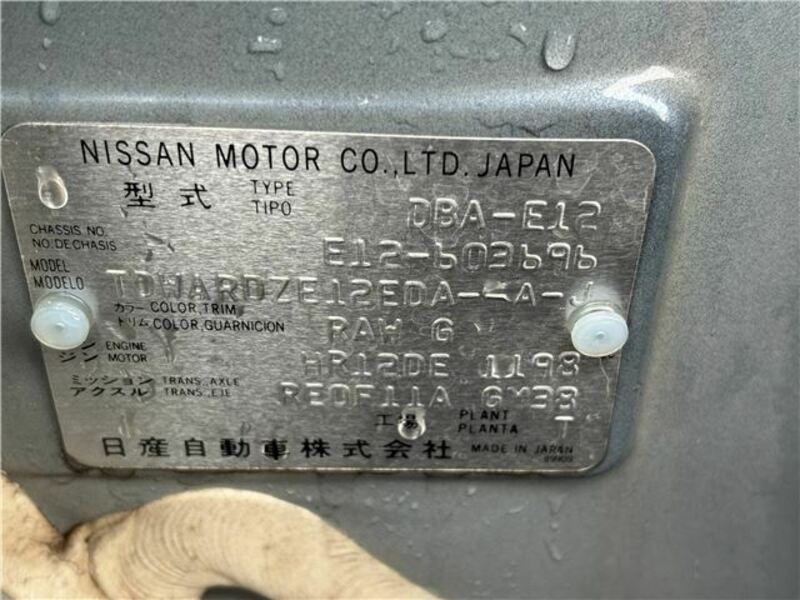 NISSAN MOTOR CO.,LTD. JAPAN
型式 TYPE TIPO DBA-E12
CHASSIS NO. NO. DE CHASIS E12-603696
MODEL MODELO TDWARDZE12EDA--A-J
カラー COLOR, TRIM
トリム COLOR, GUARNICION RAW G
ENGINE
ジン MOTOR HR12DE 1198
ミッション TRANS., AXLE
アクスル TRANS., EJE RE0F11A GM38
工場 PLANT PLANTA
日産自動車株式会社 MADE IN JAPAN